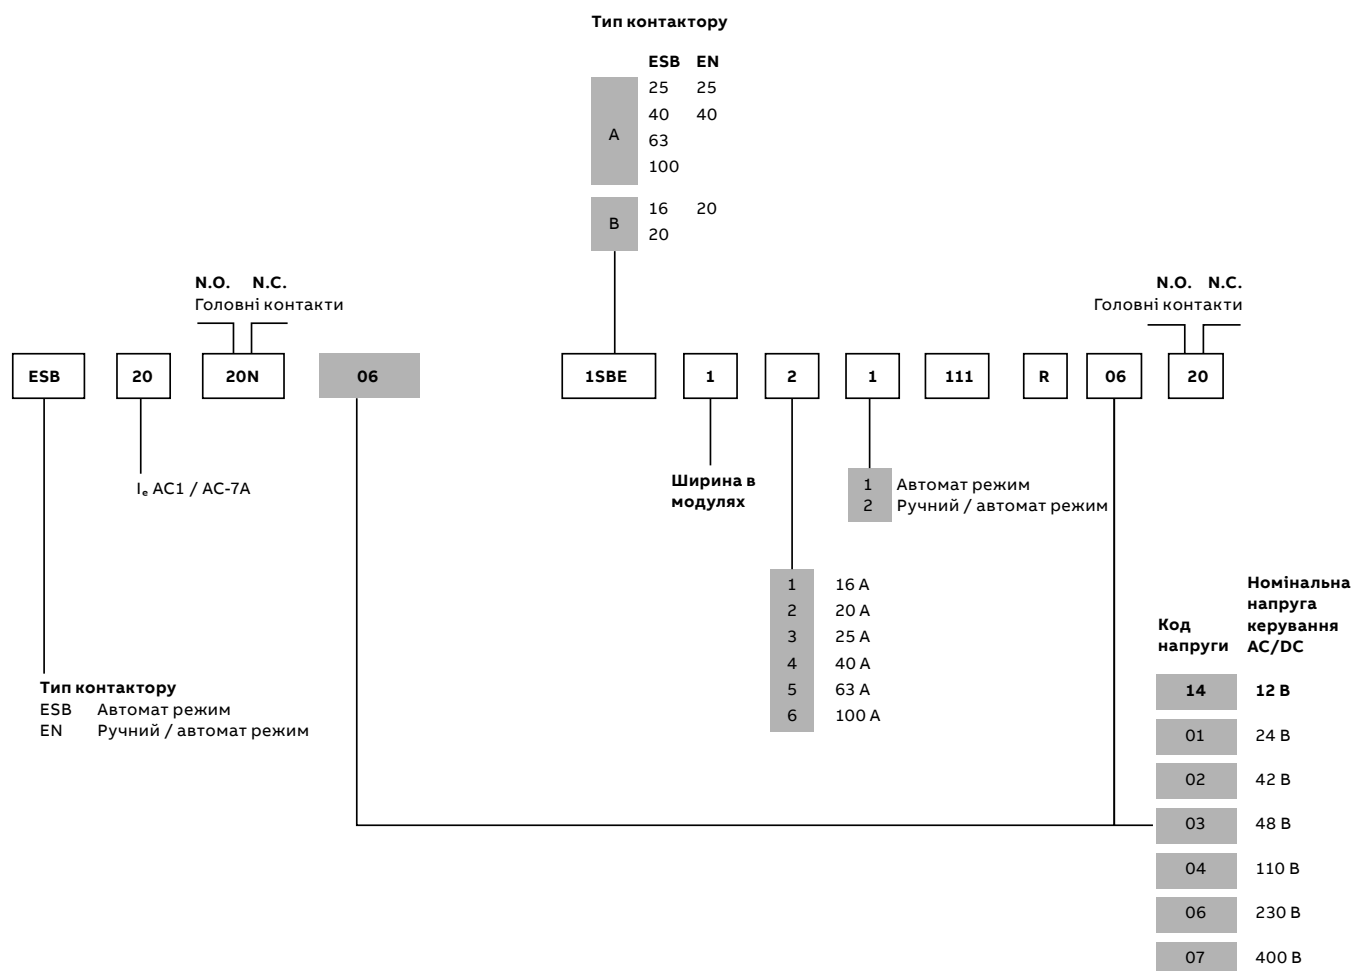 Тип контактору
ESB EN
25 25
40 40
A
63
100
16 20
B
20
N.O. N.C.
Головні контакти
N.O. N.C.
Головні контакти
ESB 20 20N 06 1SBE 1 2 1 111 R 06 20
Iₑ AC1 / AC-7A
Ширина в
модулях
1 Автомат режим
2 Ручний / автомат режим
1 16 A
2 20 A
3 25 A
4 40 A
5 63 A
6 100 A
Тип контактору
ESB Автомат режим
EN Ручний / автомат режим
Код
напруги
Номінальна
напруга
керування
AC/DC
14 12 В
01 24 В
02 42 В
03 48 В
04 110 В
06 230 В
07 400 В